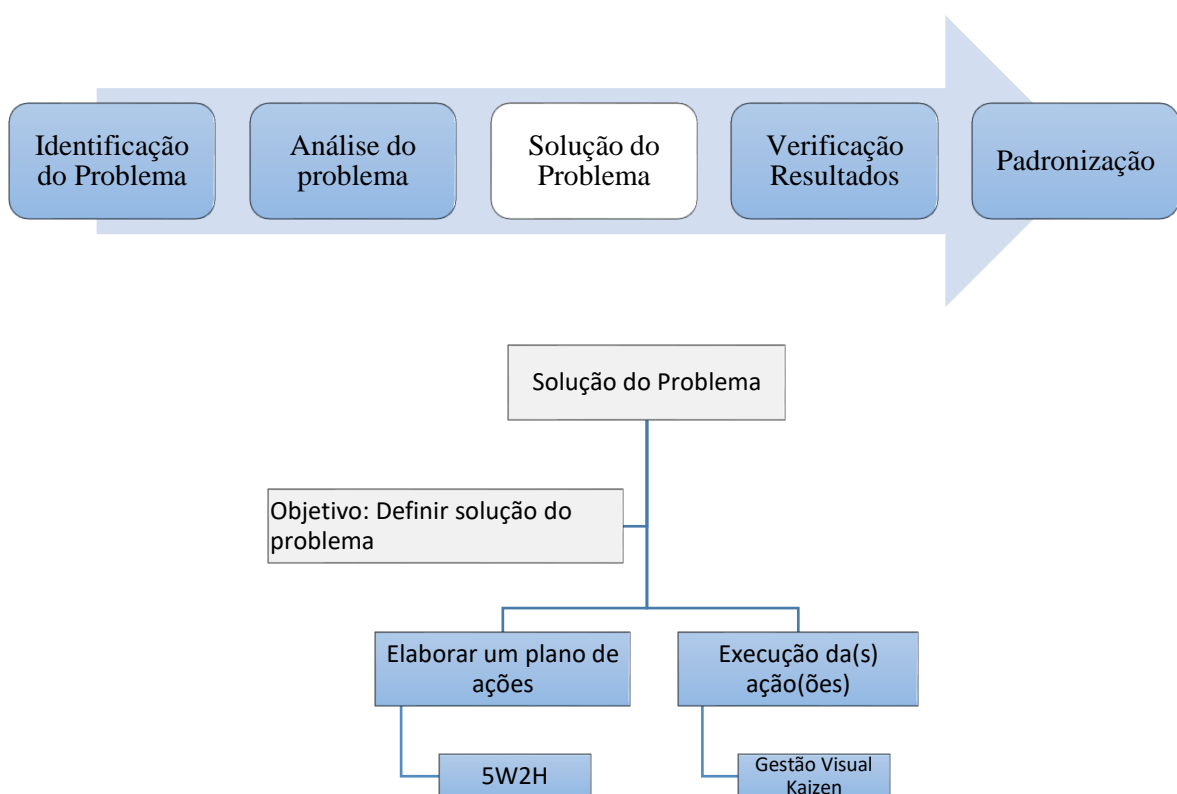 Identificação
do Problema
Análise do
problema
Solução do
Problema
Verificação
Resultados
Padronização
Solução do Problema
Objetivo: Definir solução do
problema
Elaborar um plano de
ações
Execução da(s)
ação(ões)
5W2H
Gestão Visual
Kaizen